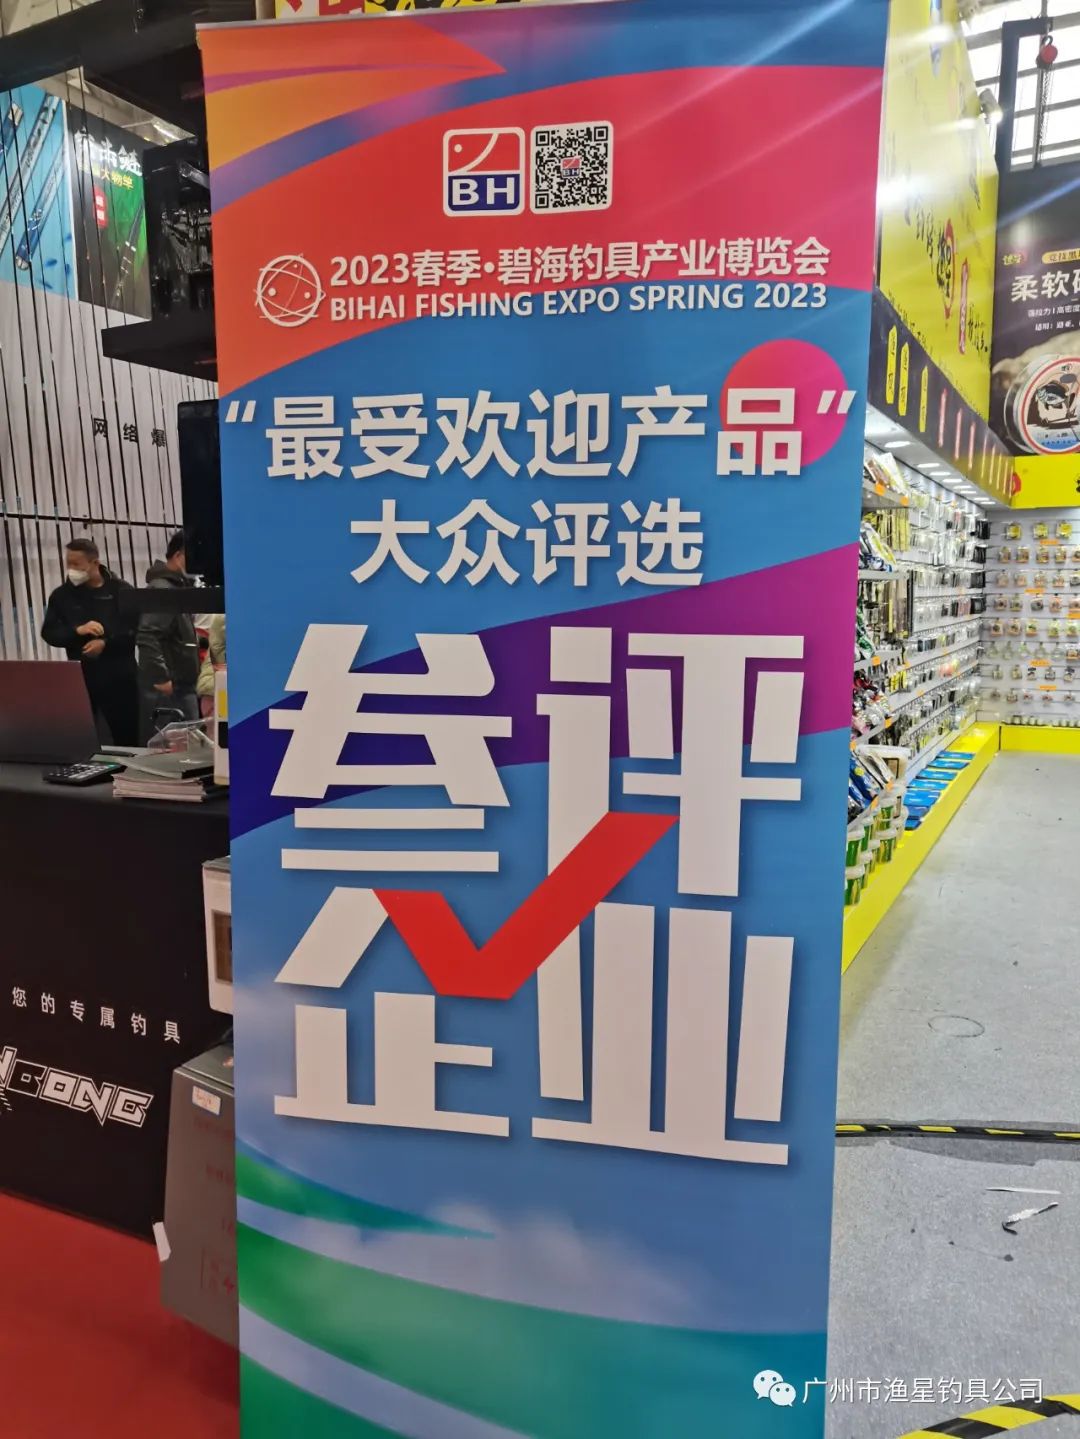 BH
2023春季·碧海钓具产业博览会
BIHAI FISHING EXPO SPRING 2023
“最受欢迎产品”
大众评选
叁评
企业
网络爆
柔软
您的专属钓具
广州市渔星钓具公司